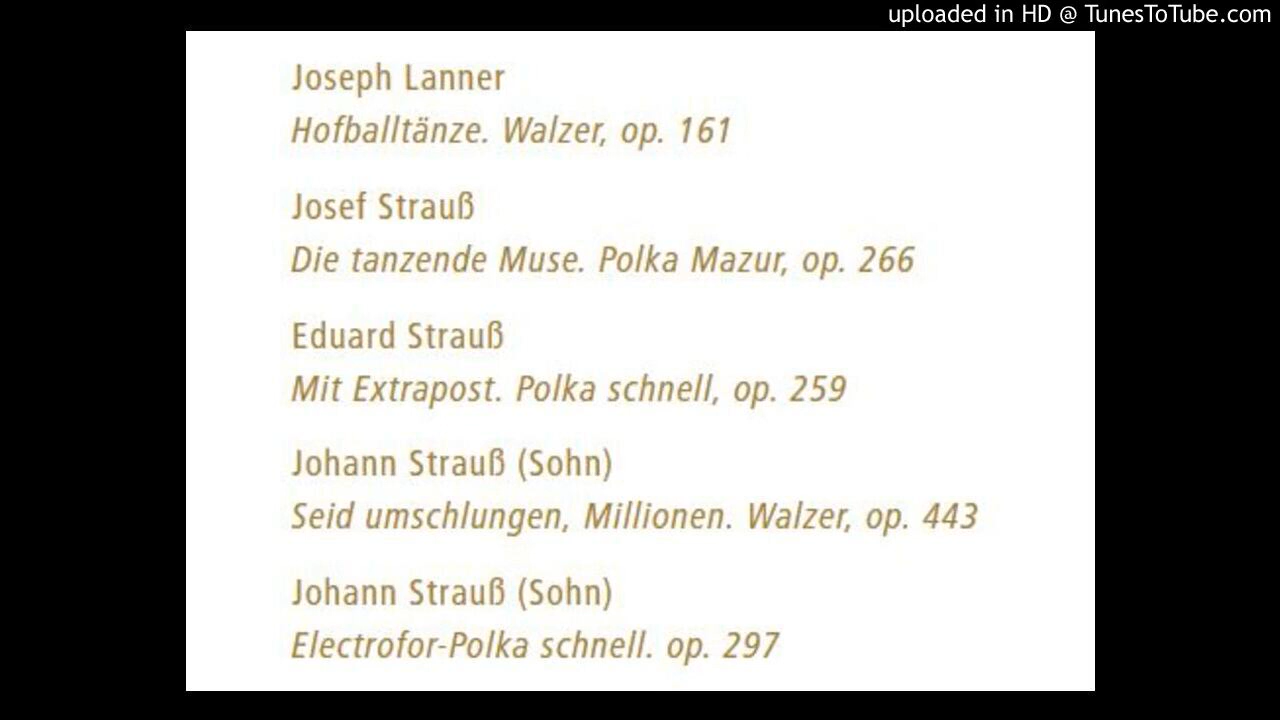 uploaded in HD @ TunesToTube.com
Joseph Lanner
Hofballtänze. Walzer, op. 161
Josef Strauß
Die tanzende Muse. Polka Mazur, op. 266
Eduard Strauß
Mit Extrapost. Polka schnell, op. 259
Johann Strauß (Sohn)
Seid umschlungen, Millionen. Walzer, op. 443
Johann Strauß (Sohn)
Electrofor-Polka schnell. op. 297